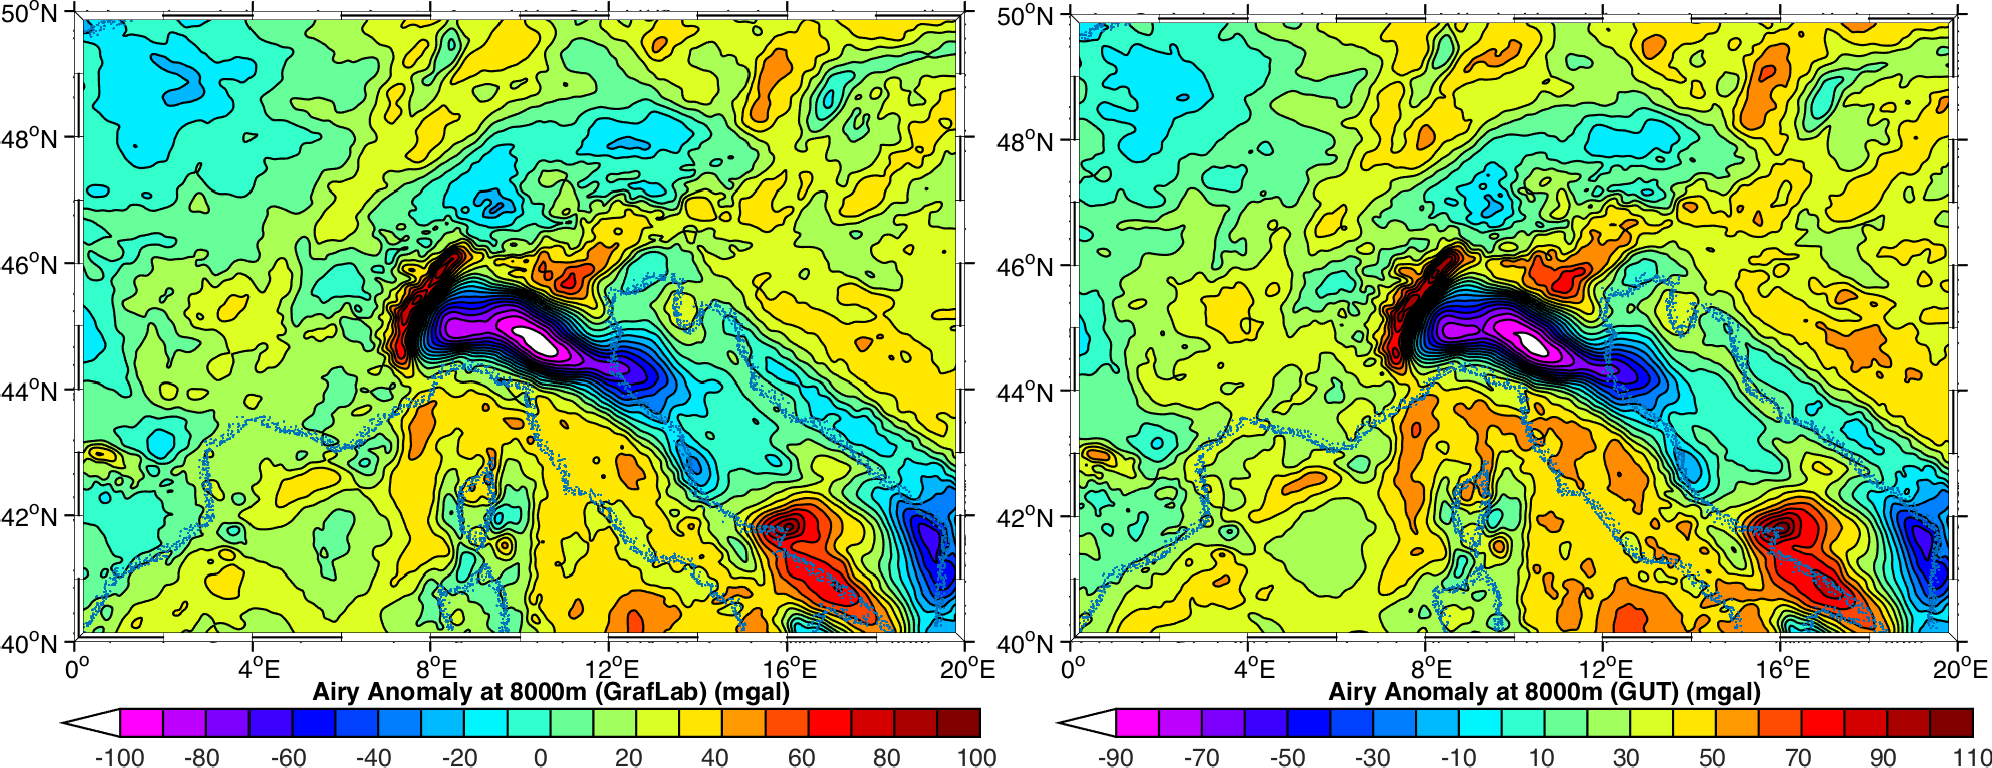 50°N 50°N
48°N 48°N
46°N 46°N
44°N 44°N
42°N 42°N
40°N 40°N
0° 4°E 8°E 12°E 16°E 20°E 0° 4°E 8°E 12°E 16°E 20°E
Airy Anomaly at 8000m (GrafLab) (mgal) Airy Anomaly at 8000m (GUT) (mgal)
-100 -80 -60 -40 -20 0 20 40 60 80 100 -90 -70 -50 -30 -10 10 30 50 70 90 110